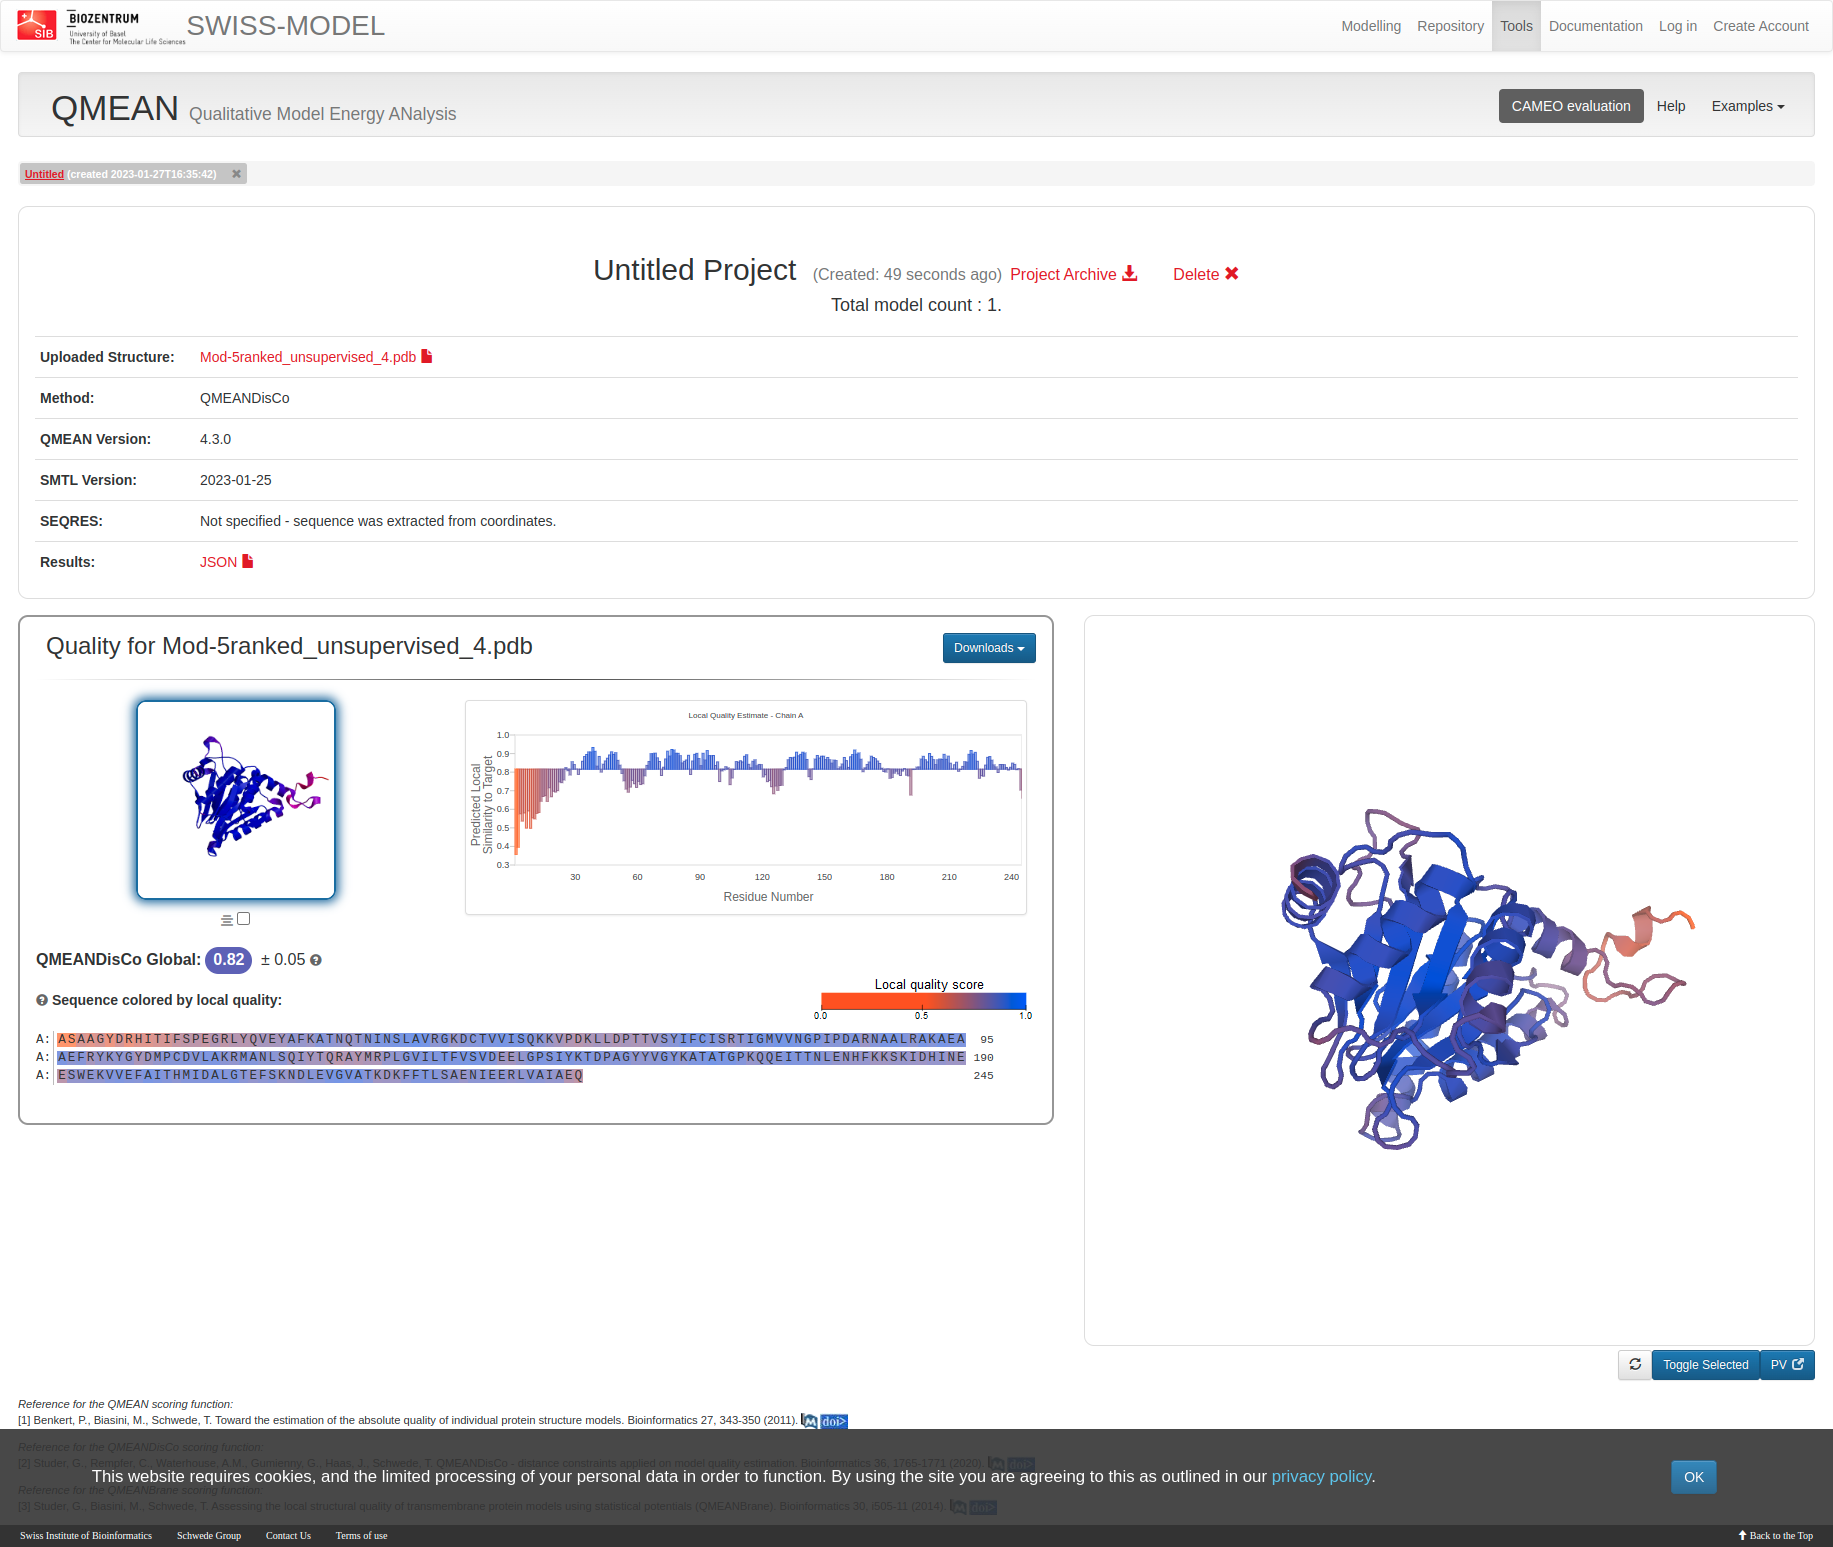 SIB
BIOZENTRUM
University of Basel
The Center for Molecular Life Sciences
SWISS-MODEL
Modelling Repository Tools Documentation Log in Create Account
QMEAN Qualitative Model Energy ANalysis
CAMEO evaluation Help Examples
Untitled (created 2023-01-27T16:35:42)
Untitled Project (Created: 49 seconds ago) Project Archive Delete
Total model count : 1.
Uploaded Structure: Mod-5ranked_unsupervised_4.pdb
Method: QMEANDisCo
QMEAN Version: 4.3.0
SMTL Version: 2023-01-25
SEQRES: Not specified - sequence was extracted from coordinates.
Results: JSON
Quality for Mod-5ranked_unsupervised_4.pdb
Downloads
Local Quality Estimate - Chain A
Predicted Local
Similarity to Target
1.0
0.9
0.8
0.7
0.6
0.5
0.4
0.3
30 60 90 120 150 180 210 240
Residue Number
QMEANDisCo Global: 0.82 ± 0.05
Sequence colored by local quality:
Local quality score
0.0 0.5 1.0
A: ASAAGYDRHITIFSPEGRLYQVEYAFKATNQTNINSLAVRGKDCTVVISQKKVPDKLLDPTTVSYIFCISRTIGMVVNGPIPDARNAALRAKAEA 95
A: AEFRYKYGYDMPCDVLAKRMANLSQIYTQRAYMRPLGVILTFVSVDEELGPSIYKTDPAGYYVGYKATATGPKQQEITTNLENHFKKSKIDHINE 190
A: ESWEKVVEFAITHMIDALGTEFSKNDLEVGVATKDKFFTLSAENIEERLVAIAEQ 245
Toggle Selected PV
Reference for the QMEAN scoring function:
[1] Benkert, P., Biasini, M., Schwede, T. Toward the estimation of the absolute quality of individual protein structure models. Bioinformatics 27, 343-350 (2011). M doi>
Reference for the QMEANDisCo scoring function:
[2] Studer, G., Rempfer, C., Waterhouse, A.M., Gumienny, G., Haas, J., Schwede, T. QMEANDisCo - distance constraints applied on model quality estimation. Bioinformatics 36, 1765-1771 (2020). M doi>
This website requires cookies, and the limited processing of your personal data in order to function. By using the site you are agreeing to this as outlined in our privacy policy.
OK
Reference for the QMEANBrane scoring function:
[3] Studer, G., Biasini, M., Schwede, T. Assessing the local structural quality of transmembrane protein models using statistical potentials (QMEANBrane). Bioinformatics 30, i505-11 (2014). M doi>
Swiss Institute of Bioinformatics Schwede Group Contact Us Terms of use
Back to the Top